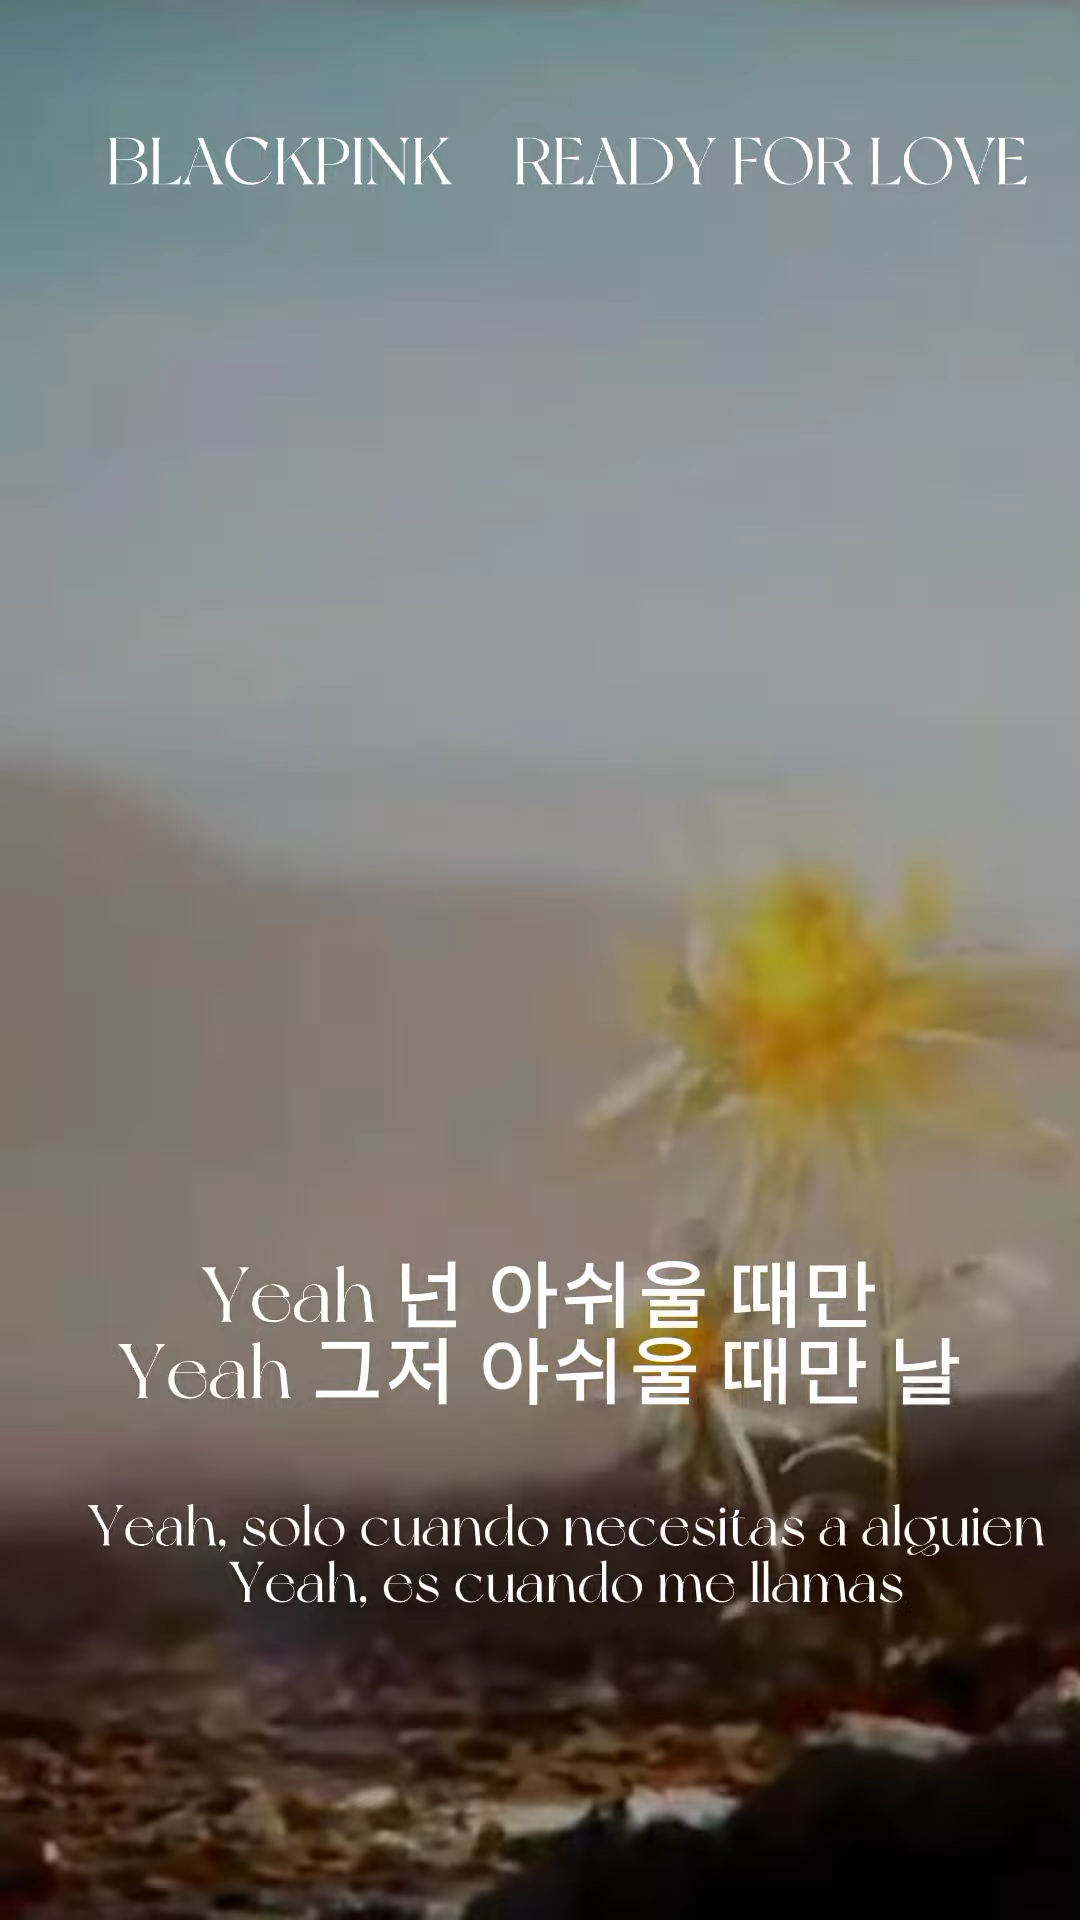 BLACKPINK READY FOR LOVE
Yeah 넌 아쉬울 때만
Yeah 그저 아쉬울 때만 날
Yeah, solo cuando necesitas a alguien
Yeah, es cuando me llamas